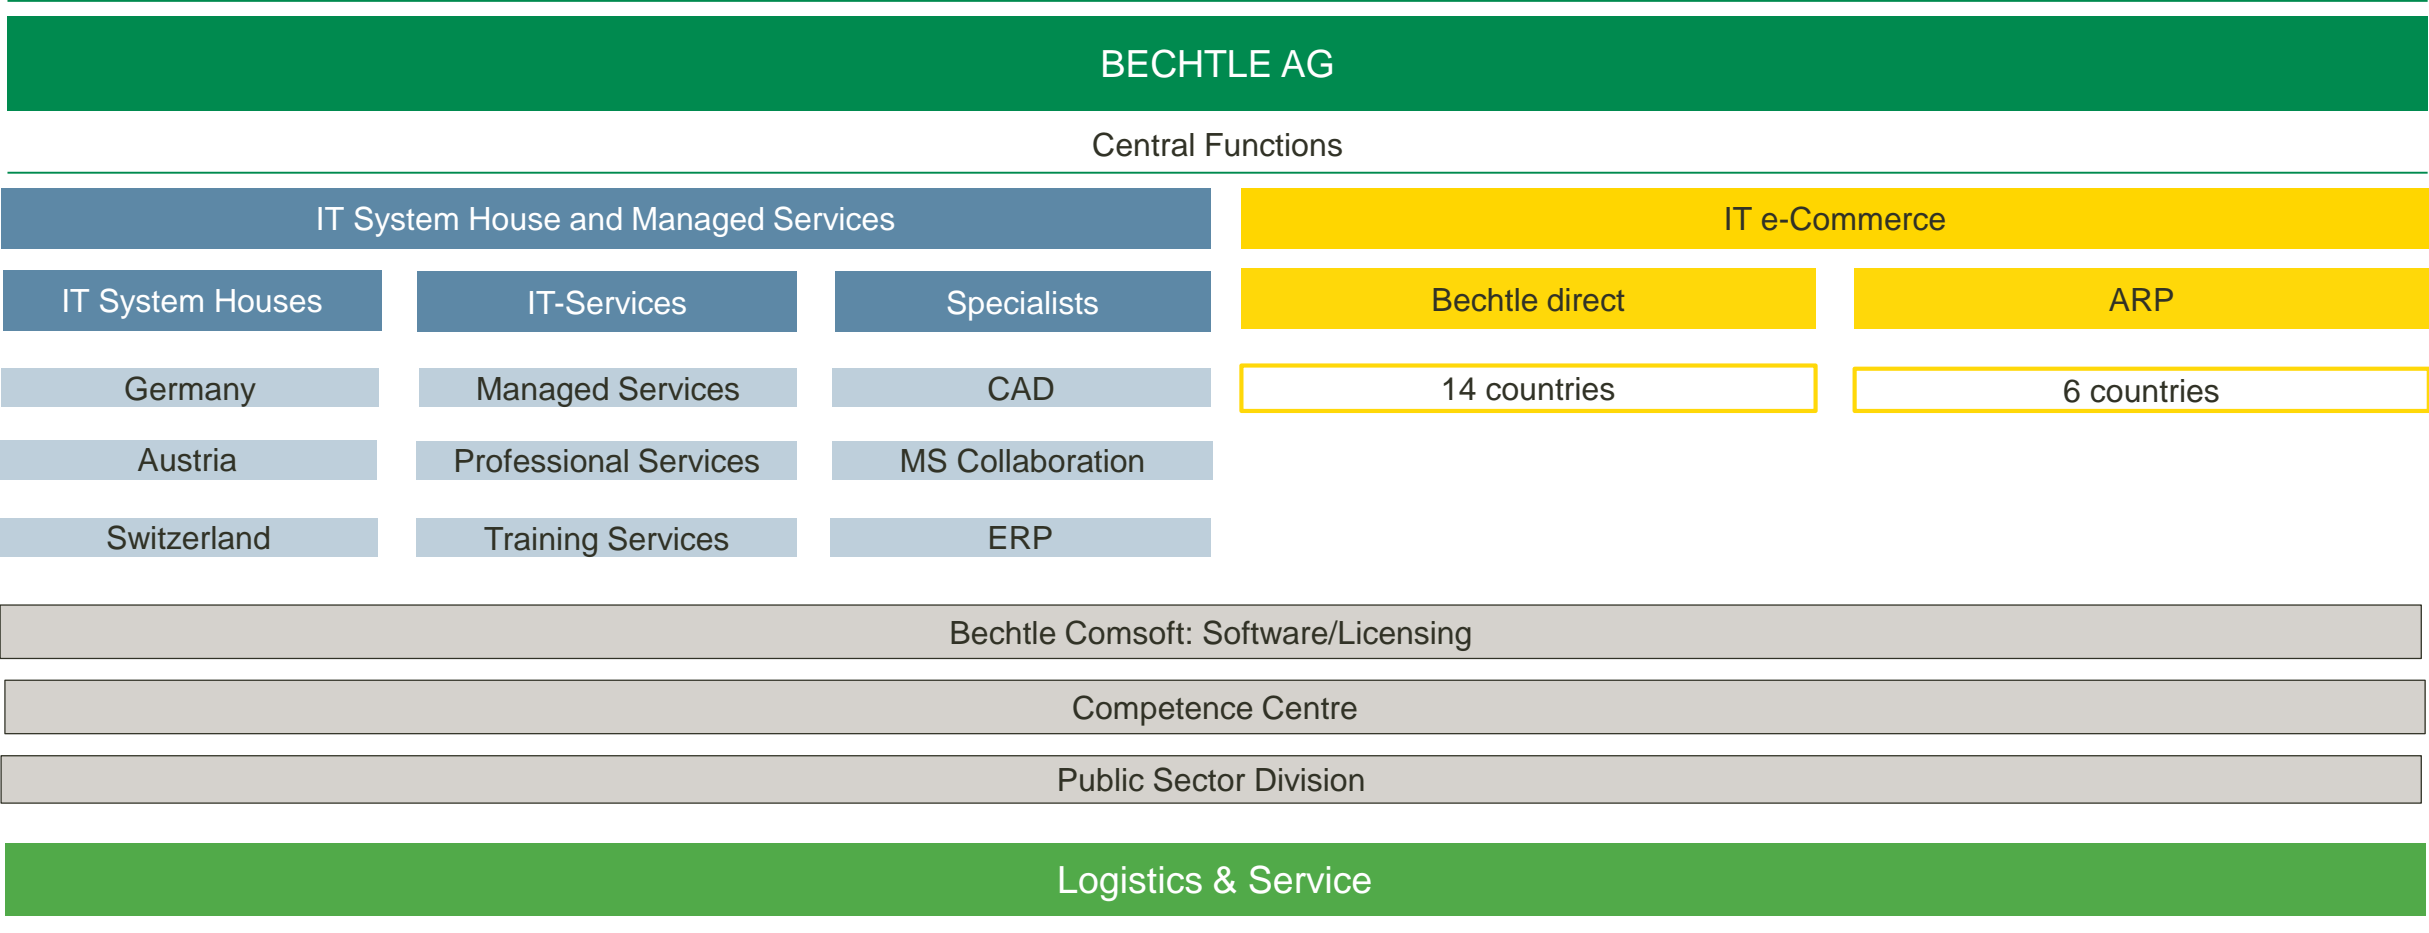 BECHTLE AG
Central Functions
IT System House and Managed Services
IT e-Commerce
IT System Houses
IT-Services
Specialists
Bechtle direct
ARP
Germany
Managed Services
CAD
14 countries
6 countries
Austria
Professional Services
MS Collaboration
Switzerland
Training Services
ERP
Bechtle Comsoft: Software/Licensing
Competence Centre
Public Sector Division
Logistics & Service